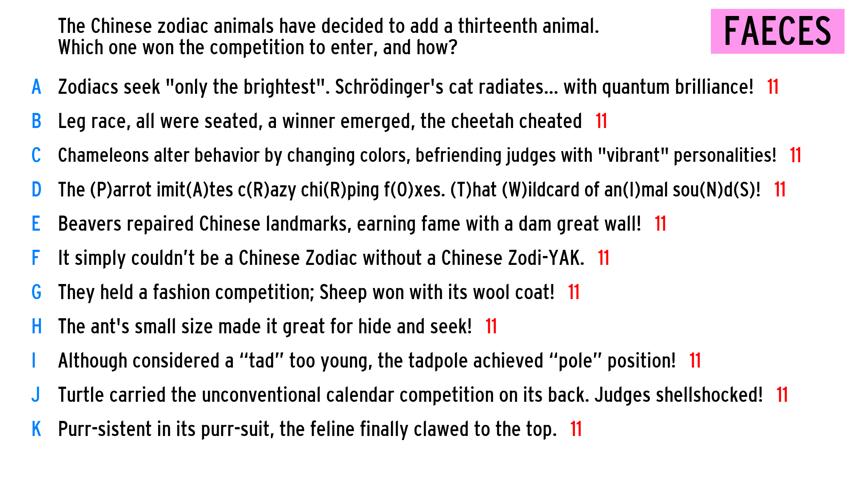 The Chinese zodiac animals have decided to add a thirteenth animal.
Which one won the competition to enter, and how?
FAECES
A Zodiacs seek "only the brightest". Schrödinger's cat radiates... with quantum brilliance! 11
B Leg race, all were seated, a winner emerged, the cheetah cheated 11
C Chameleons alter behavior by changing colors, befriending judges with "vibrant" personalities! 11
D The (P)arrot imit(A)tes c(R)azy chi(R)ping f(O)xes. (T)hat (W)ildcard of an(I)mal sou(N)d(S)! 11
E Beavers repaired Chinese landmarks, earning fame with a dam great wall! 11
F It simply couldn’t be a Chinese Zodiac without a Chinese Zodi-YAK. 11
G They held a fashion competition; Sheep won with its wool coat! 11
H The ant's small size made it great for hide and seek! 11
I Although considered a “tad” too young, the tadpole achieved “pole” position! 11
J Turtle carried the unconventional calendar competition on its back. Judges shellshocked! 11
K Purr-sistent in its purr-suit, the feline finally clawed to the top. 11